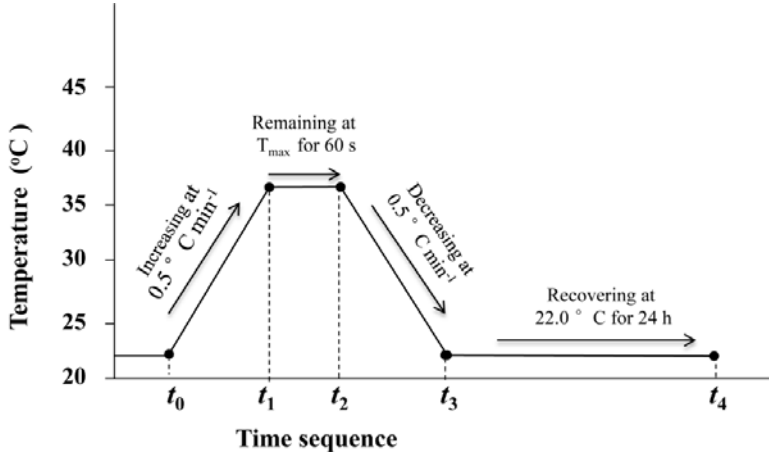 Temperature (°C )
45
40
35
30
25
20
Increasing at
0.5 ° C min⁻¹
Remaining at
Tmax for 60 s
Decreasing at
0.5 ° C min⁻¹
Recovering at
22.0 ° C for 24 h
t0 t1 t2 t3 t4
Time sequence